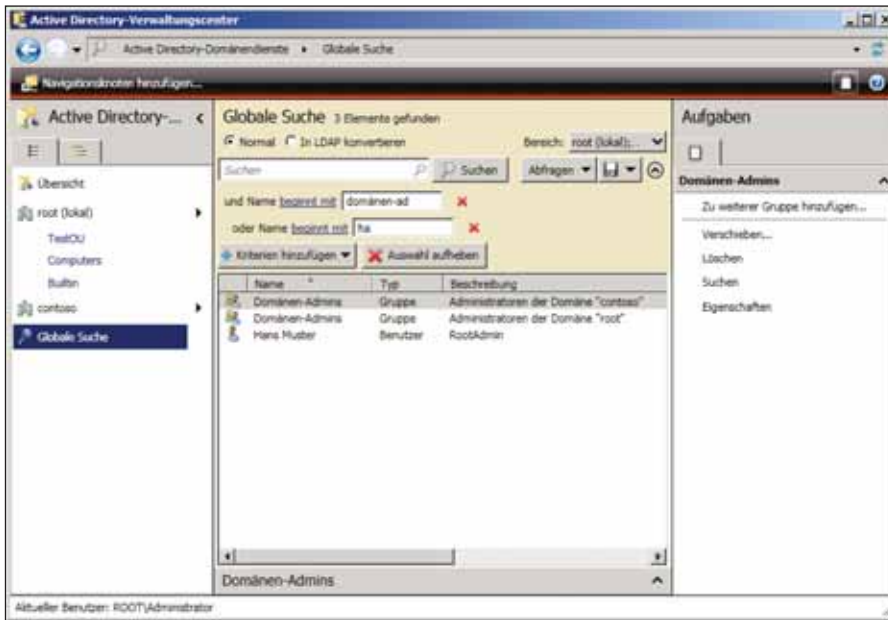 Active Directory-Verwaltungscenter
Active Directory-Domänendienste Globale Suche
Navigationsknoten hinzufügen...
Active Directory-...
Übersicht
root (lokal)
TestOU
Computers
Builtin
contoso
Globale Suche
Globale Suche 3 Elemente gefunden
Normal In LDAP konvertieren Bereich: root (lokal);...
Suchen Suchen Abfragen
und Name beginnt mit domänen-ad
oder Name beginnt mit ha
Kriterien hinzufügen Auswahl aufheben
Name Typ Beschreibung
Domänen-Admins Gruppe Administratoren der Domäne "contoso"
Domänen-Admins Gruppe Administratoren der Domäne "root"
Hans Muster Benutzer RootAdmin
Domänen-Admins
Aufgaben
Domänen-Admins
Zu weiterer Gruppe hinzufügen...
Verschieben...
Löschen
Suchen
Eigenschaften
Aktueller Benutzer: ROOT\Administrator